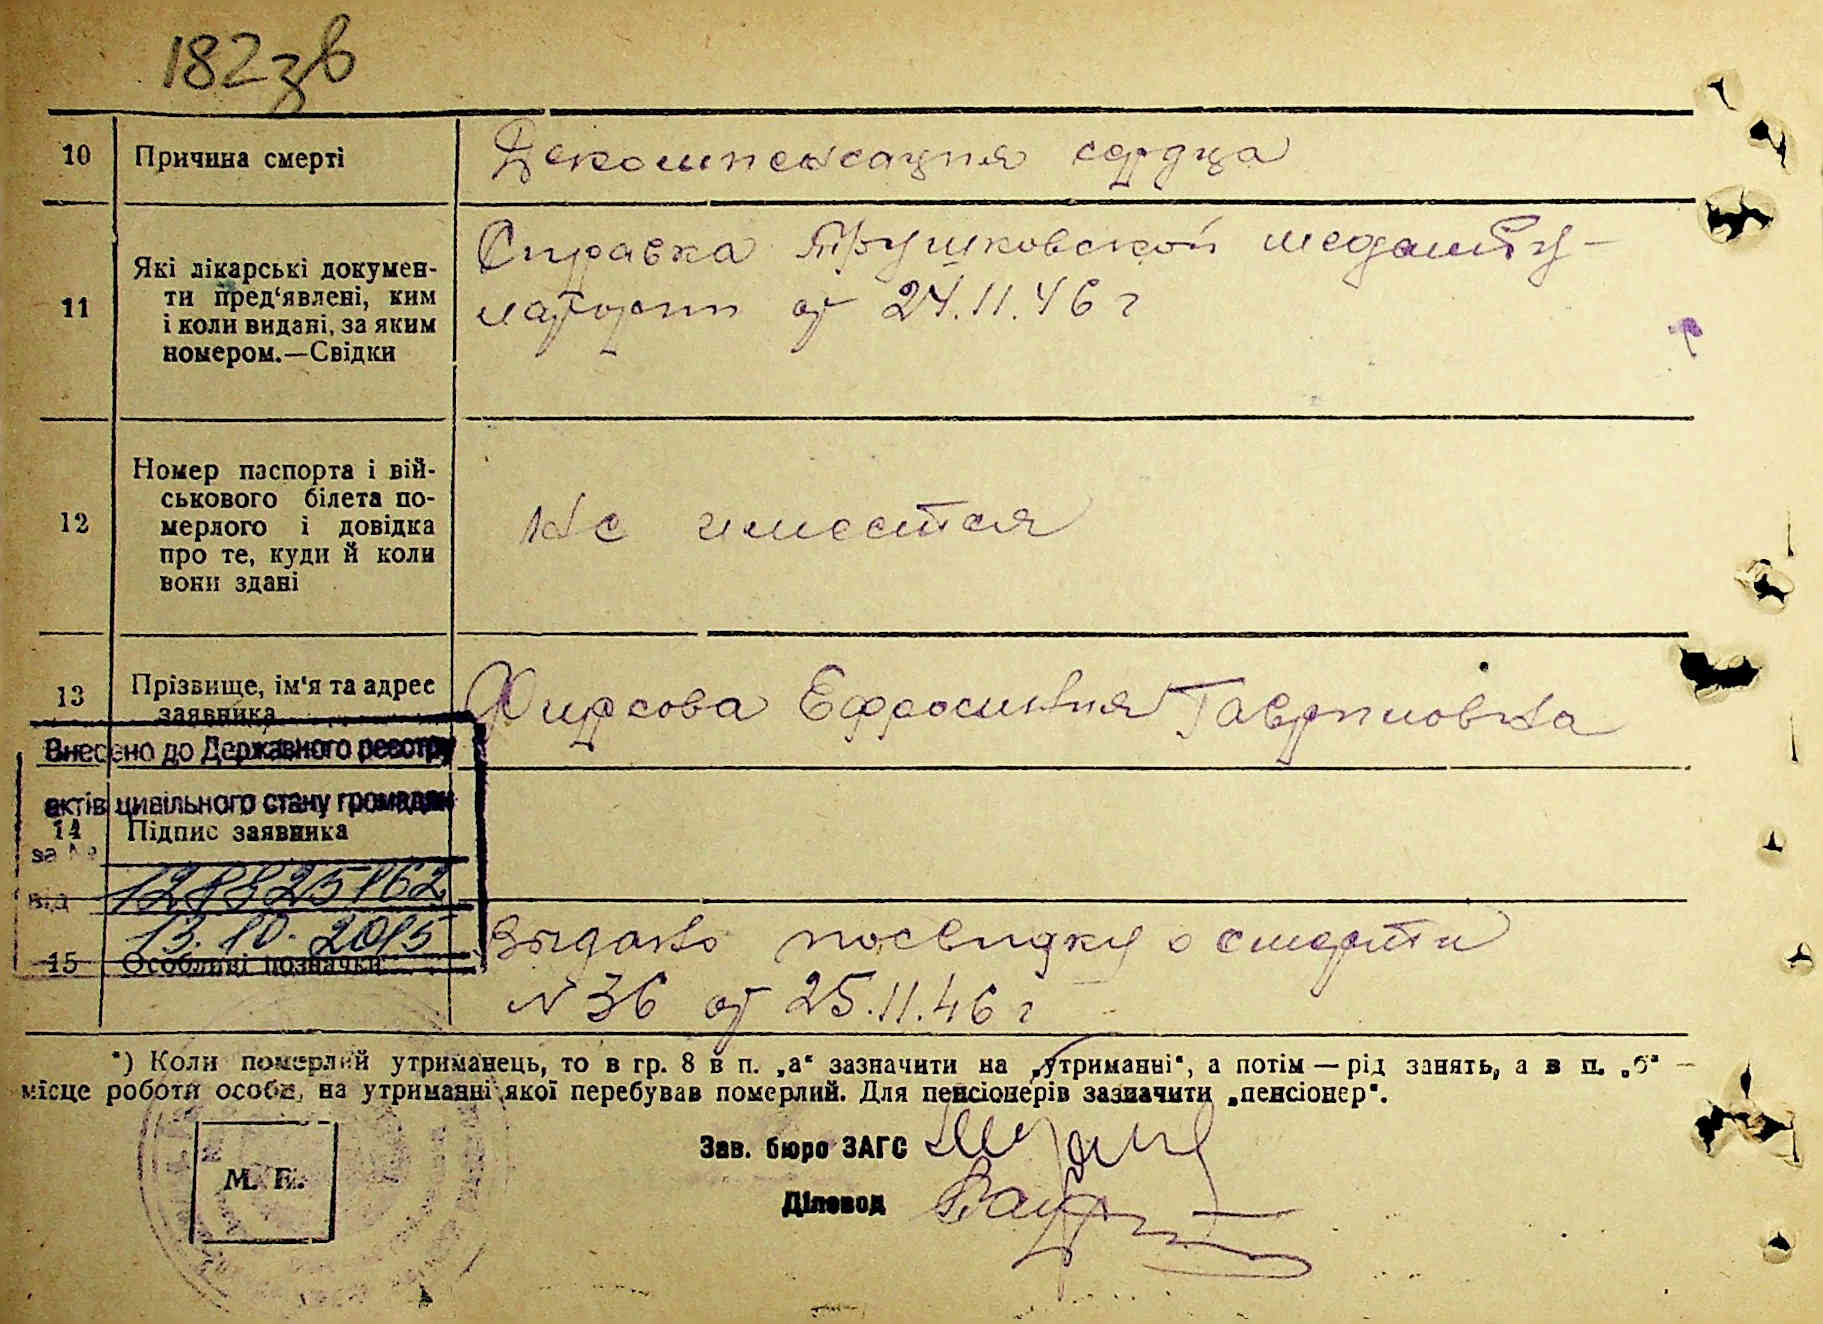 182зв
10 Причина смерті Декомпенсация сердца
11 Які лікарські докумен-
ти пред‘явлені, ким
і коли видані, за яким
номером.—Свідки
Справка Трушковской медамбу-
латории от 24.11.46 г
12 Номер паспорта і вій-
ськового білета по-
мерлого і довідка
про те, куди й коли
вони здані
Не имеется
13 Прізвище, ім‘я та адрес
заявника
Фирсова Ефросиния Гавриловна
Внесено до Державного реєстру
актів цивільного стану громадян
14 Підпис заявника
за №
від 13.10.2015
15 Особливі позначки
Выдано посвидку о смерти
N 36 от 25.11.46 г
*) Коли померлий утриманець, то в гр. 8 в п. „а“ зазначити на „утриманні“, а потім — рід занять, а в п. „б“ —
місце роботи особи, на утриманні якої перебував померлий. Для пенсіонерів зазначити „пенсіонер“.
Зав. бюро ЗАГС
М. П.
Діловод